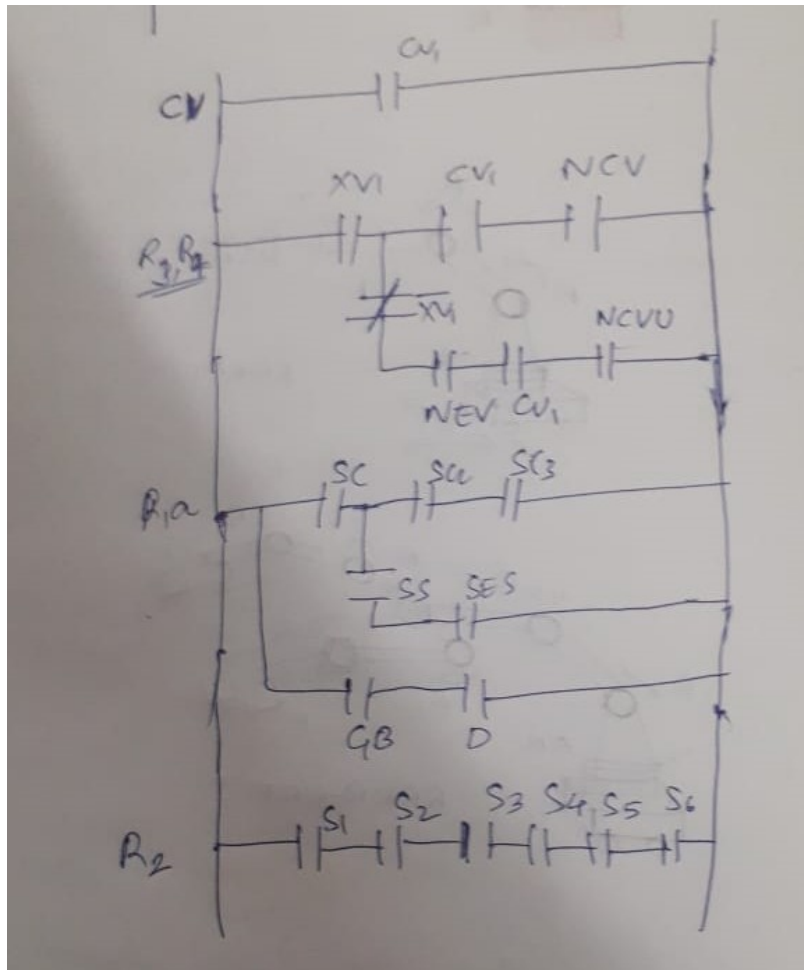 CV₁
CV
XV₁ CV₁ NCV
R₃,R₄
XV₁
NCVU
NEV CV₁
SC SCC SC3
R₁a
SS SES
GB D
S1 S2 S3 S4 S5 S6
R₂